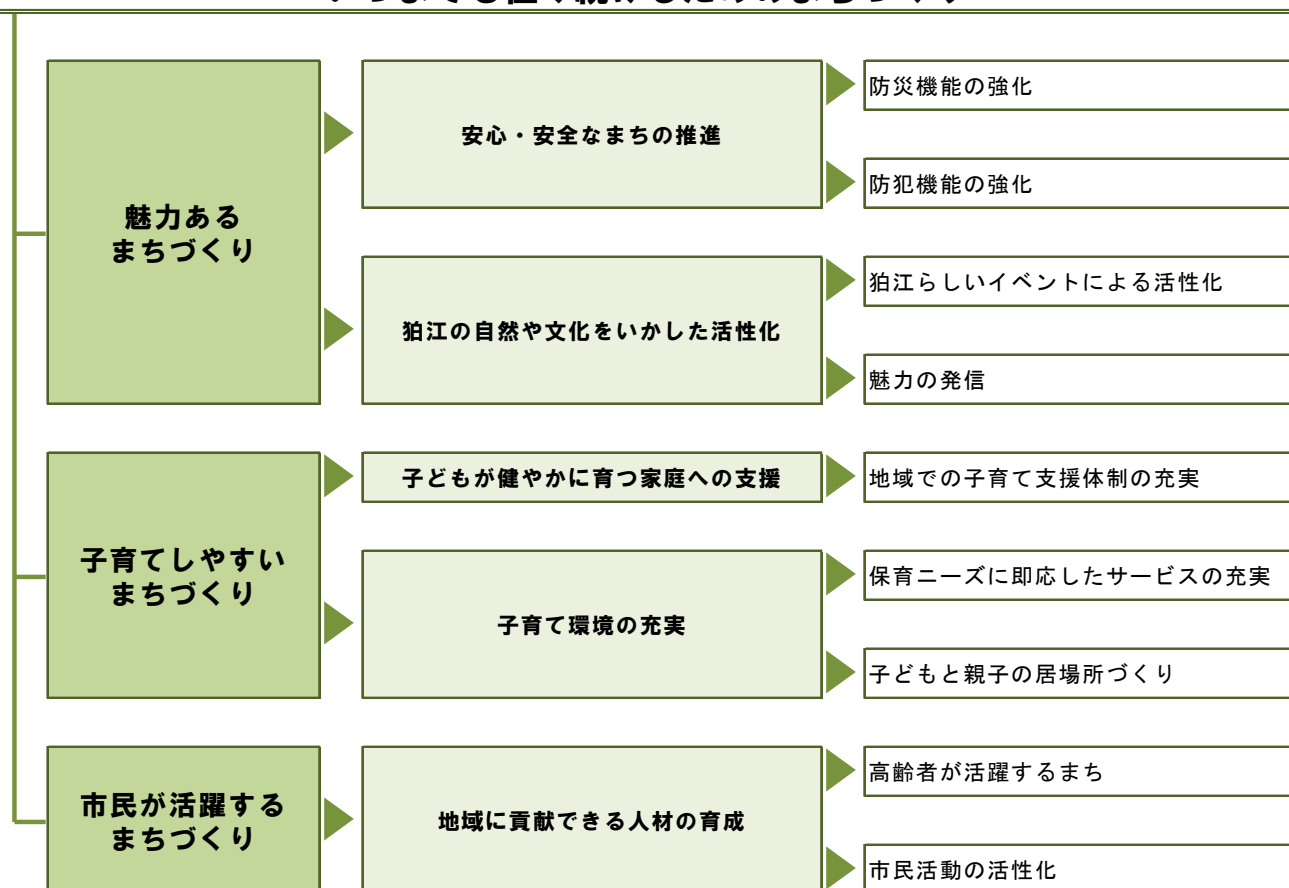 魅力ある
まちづくり
安心・安全なまちの推進
防災機能の強化
防犯機能の強化
狛江の自然や文化をいかした活性化
狛江らしいイベントによる活性化
魅力の発信
子育てしやすい
まちづくり
子どもが健やかに育つ家庭への支援
地域での子育て支援体制の充実
子育て環境の充実
保育ニーズに即応したサービスの充実
子どもと親子の居場所づくり
市民が活躍する
まちづくり
地域に貢献できる人材の育成
高齢者が活躍するまち
市民活動の活性化